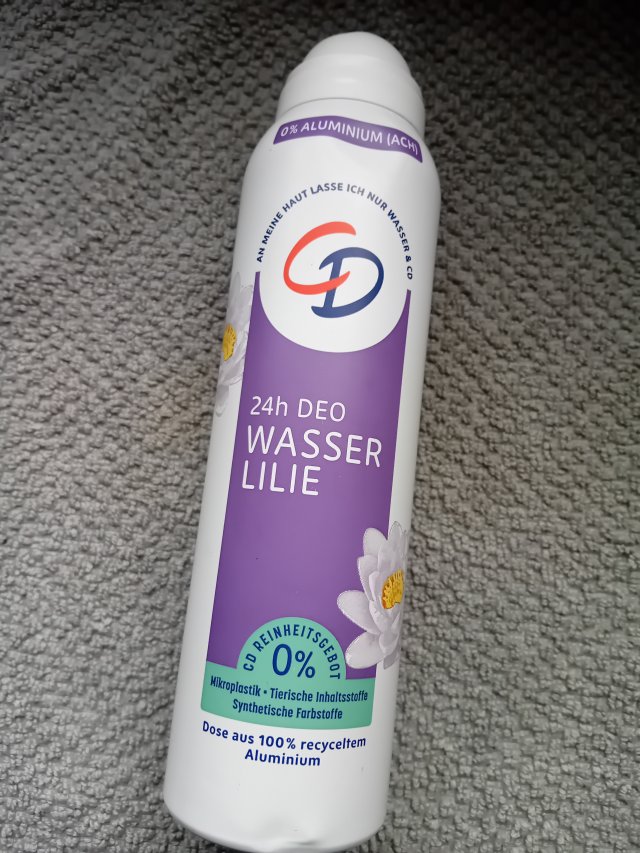 0% ALUMINIUM (ACH)
AN MEINE HAUT LASSE ICH NUR WASSER & CD
CD
24h DEO
WASSER
LILIE
CD REINHEITSGEBOT
0%
Mikroplastik • Tierische Inhaltsstoffe
Synthetische Farbstoffe
Dose aus 100% recyceltem
Aluminium